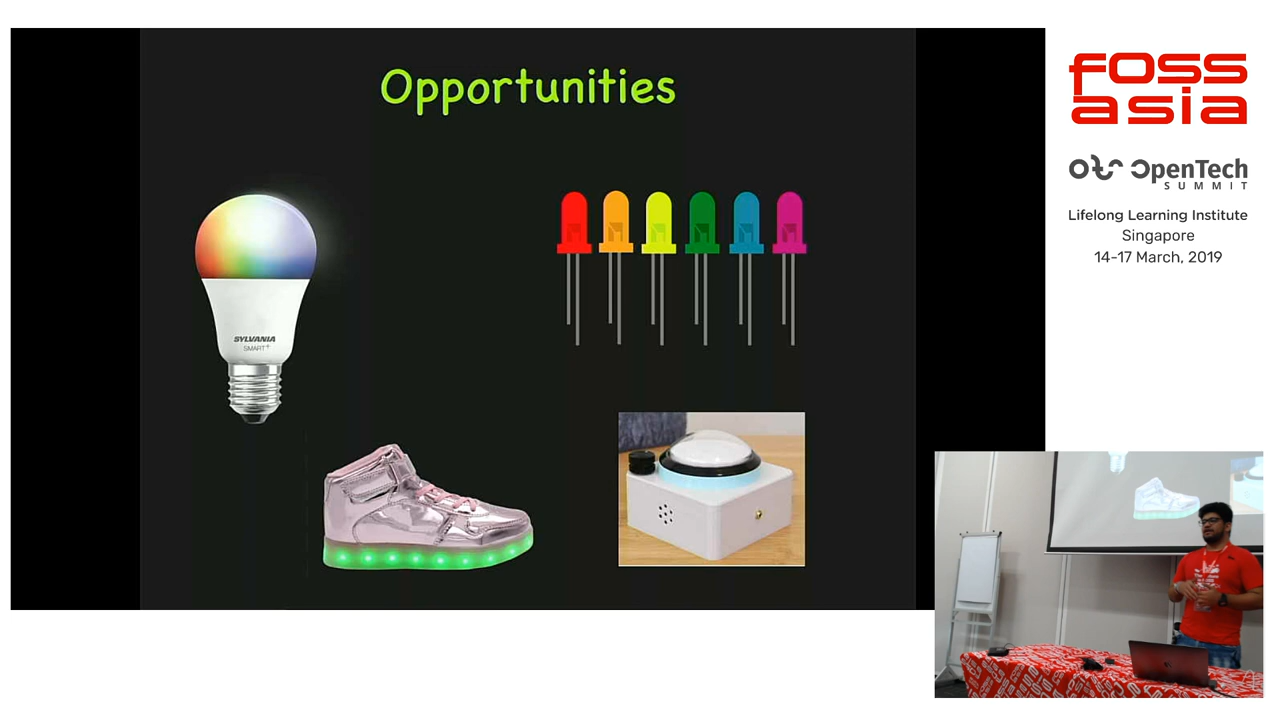 Opportunities
SYLVANIA
SMART+
FOSS
asia
OpenTech
SUMMIT
Lifelong Learning Institute
Singapore
14-17 March, 2019